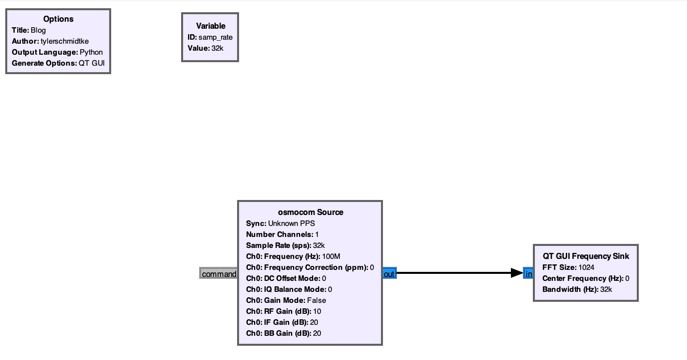 Options
Title: Blog
Author: tylerschmidtke
Output Language: Python
Generate Options: QT GUI
Variable
ID: samp_rate
Value: 32k
osmocom Source
Sync: Unknown PPS
Number Channels: 1
Sample Rate (sps): 32k
Ch0: Frequency (Hz): 100M
Ch0: Frequency Correction (ppm): 0
Ch0: DC Offset Mode: 0
Ch0: IQ Balance Mode: 0
Ch0: Gain Mode: False
Ch0: RF Gain (dB): 10
Ch0: IF Gain (dB): 20
Ch0: BB Gain (dB): 20
command
out
in
QT GUI Frequency Sink
FFT Size: 1024
Center Frequency (Hz): 0
Bandwidth (Hz): 32k